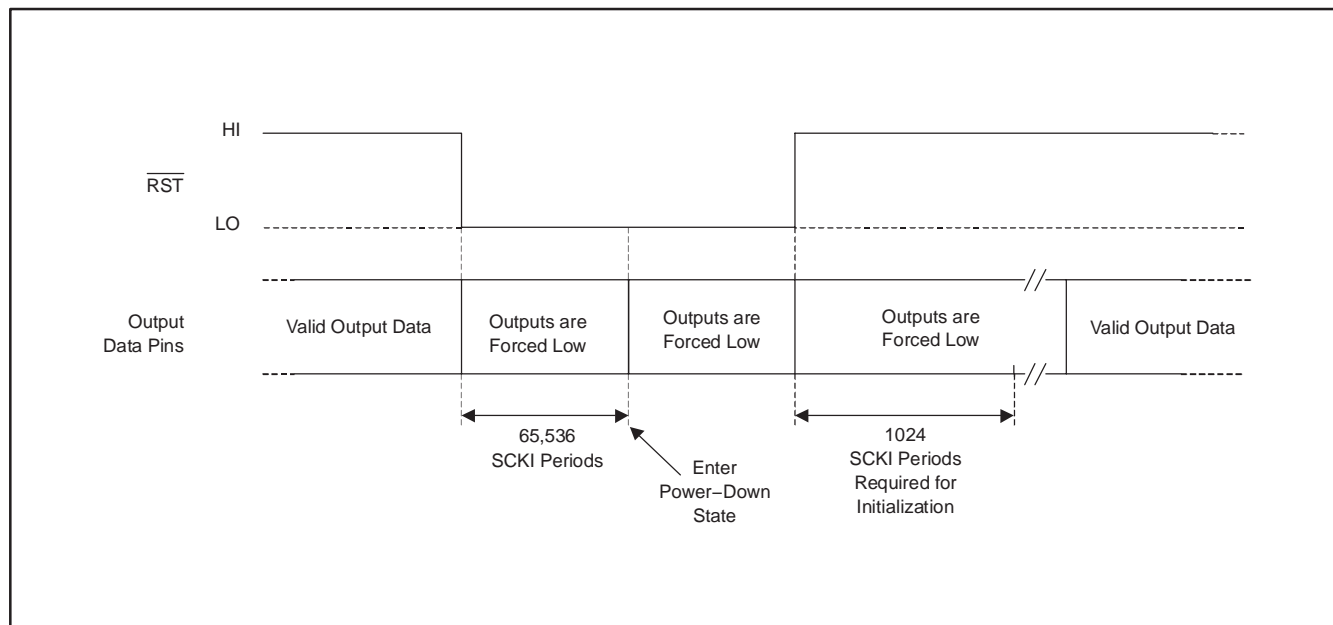 HI
RST
LO
Output
Data Pins
Valid Output Data
Outputs are
Forced Low
Outputs are
Forced Low
Outputs are
Forced Low
Valid Output Data
65,536
SCKI Periods
Enter
Power−Down
State
1024
SCKI Periods
Required for
Initialization